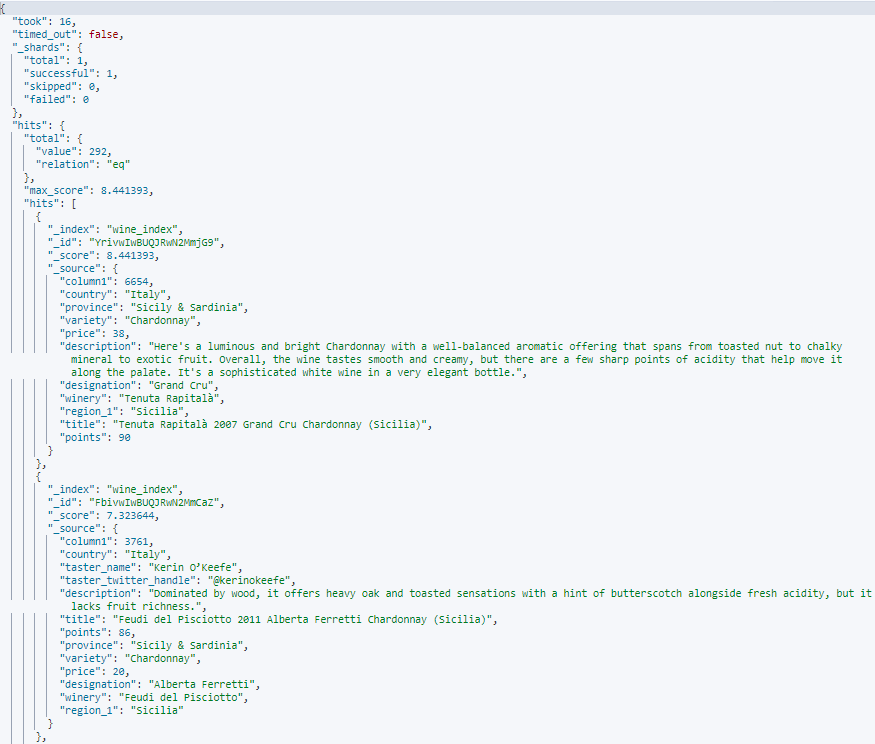 {
"took": 16,
"timed_out": false,
"_shards": {
"total": 1,
"successful": 1,
"skipped": 0,
"failed": 0
},
"hits": {
"total": {
"value": 292,
"relation": "eq"
},
"max_score": 8.441393,
"hits": [
{
"_index": "wine_index",
"_id": "YrivwIwBUQJRwN2MmjG9",
"_score": 8.441393,
"_source": {
"column1": 6654,
"country": "Italy",
"province": "Sicily & Sardinia",
"variety": "Chardonnay",
"price": 38,
"description": "Here's a luminous and bright Chardonnay with a well-balanced aromatic offering that spans from toasted nut to chalky
mineral to exotic fruit. Overall, the wine tastes smooth and creamy, but there are a few sharp points of acidity that help move it
along the palate. It's a sophisticated white wine in a very elegant bottle.",
"designation": "Grand Cru",
"winery": "Tenuta Rapitalà",
"region_1": "Sicilia",
"title": "Tenuta Rapitalà 2007 Grand Cru Chardonnay (Sicilia)",
"points": 90
}
},
{
"_index": "wine_index",
"_id": "FbivwIwBUQJRwN2MmCaZ",
"_score": 7.323644,
"_source": {
"column1": 3761,
"country": "Italy",
"taster_name": "Kerin O’Keefe",
"taster_twitter_handle": "@kerinokeefe",
"description": "Dominated by wood, it offers heavy oak and toasted sensations with a hint of butterscotch alongside fresh acidity, but it
lacks fruit richness.",
"title": "Feudi del Pisciotto 2011 Alberta Ferretti Chardonnay (Sicilia)",
"points": 86,
"province": "Sicily & Sardinia",
"variety": "Chardonnay",
"price": 20,
"designation": "Alberta Ferretti",
"winery": "Feudi del Pisciotto",
"region_1": "Sicilia"
}
},